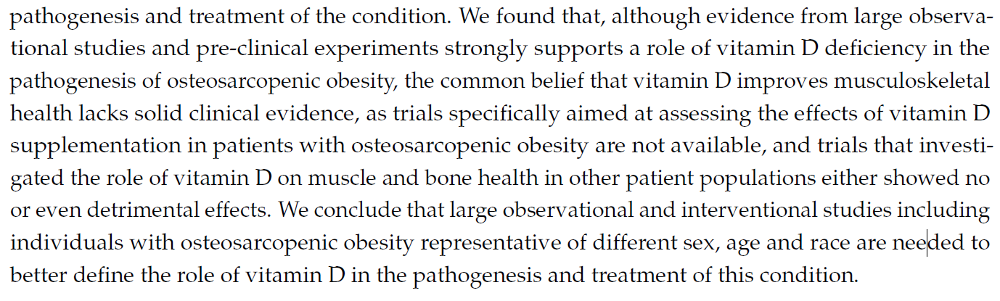 pathogenesis and treatment of the condition. We found that, although evidence from large observa-
tional studies and pre-clinical experiments strongly supports a role of vitamin D deficiency in the
pathogenesis of osteosarcopenic obesity, the common belief that vitamin D improves musculoskeletal
health lacks solid clinical evidence, as trials specifically aimed at assessing the effects of vitamin D
supplementation in patients with osteosarcopenic obesity are not available, and trials that investi-
gated the role of vitamin D on muscle and bone health in other patient populations either showed no
or even detrimental effects. We conclude that large observational and interventional studies including
individuals with osteosarcopenic obesity representative of different sex, age and race are needed to
better define the role of vitamin D in the pathogenesis and treatment of this condition.